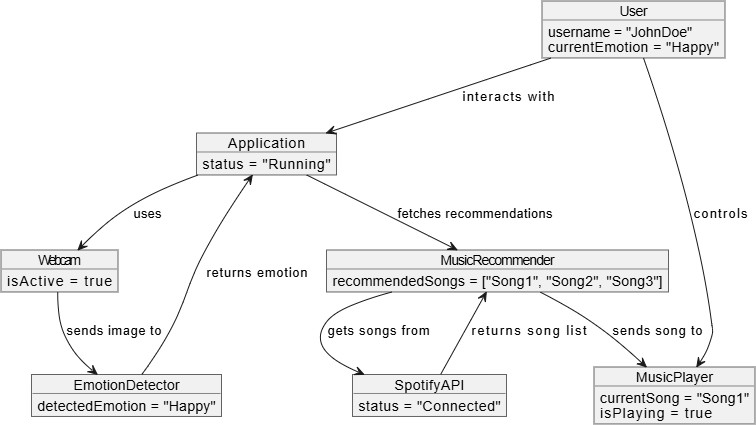 User
username = "JohnDoe"
currentEmotion = "Happy"
interacts with
Application
status = "Running"
uses
fetches recommendations
controls
Webcam
isActive = true
returns emotion
MusicRecommender
recommendedSongs = ["Song1", "Song2", "Song3"]
sends image to
gets songs from
returns song list
sends song to
EmotionDetector
detectedEmotion = "Happy"
SpotifyAPI
status = "Connected"
MusicPlayer
currentSong = "Song1"
isPlaying = true